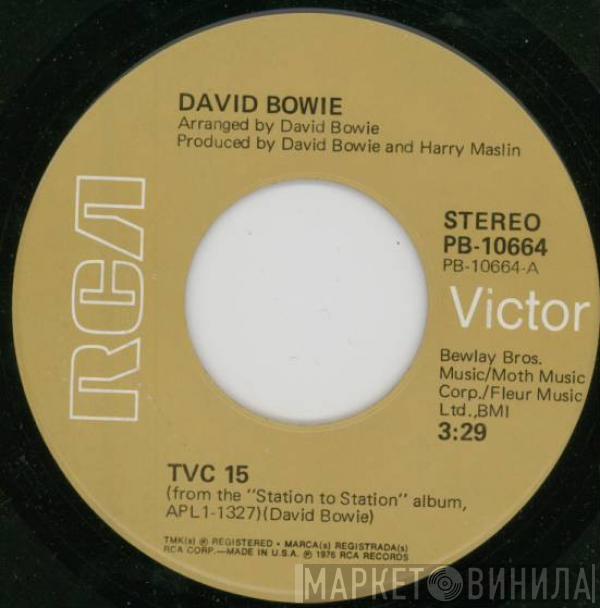 DAVID BOWIE
Arranged by David Bowie
Produced by David Bowie and Harry Maslin
RCA
STEREO
PB-10664
PB-10664-A
Victor
Bewlay Bros.
Music/Moth Music
Corp./Fleur Music
Ltd.,BMI
3:29
TVC 15
(from the "Station to Station" album,
APL1-1327)(David Bowie)
TMK(s) ® REGISTERED • MARCA(s) REGISTRADA(s)
RCA CORP.—MADE IN U.S.A. ℗ 1976 RCA RECORDS
МАРКЕТ ВИНИЛА